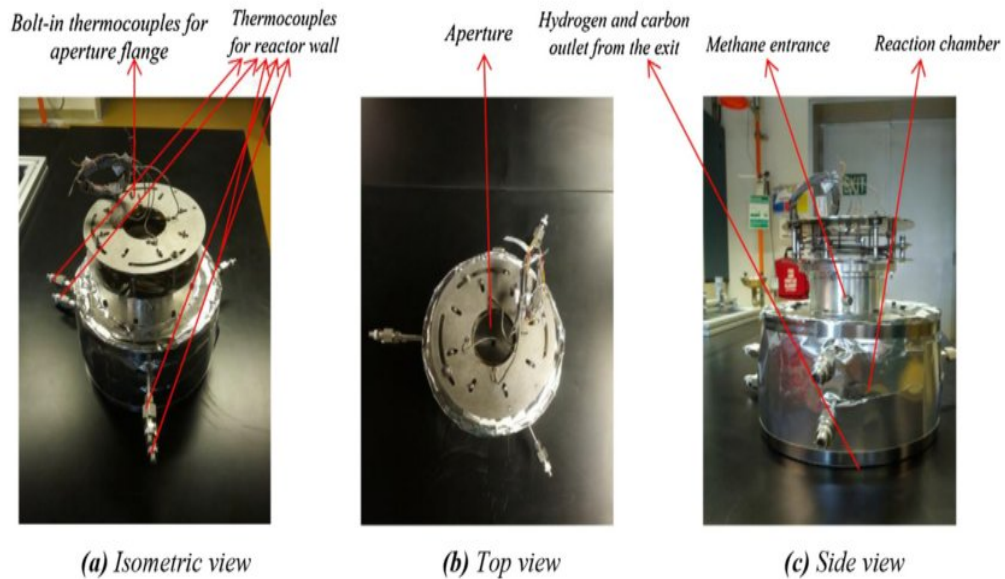 Bolt-in thermocouples for
aperture flange
Thermocouples
for reactor wall
Aperture
Hydrogen and carbon
outlet from the exit
Methane entrance
Reaction chamber
EXIT
(a) Isometric view
(b) Top view
(c) Side view